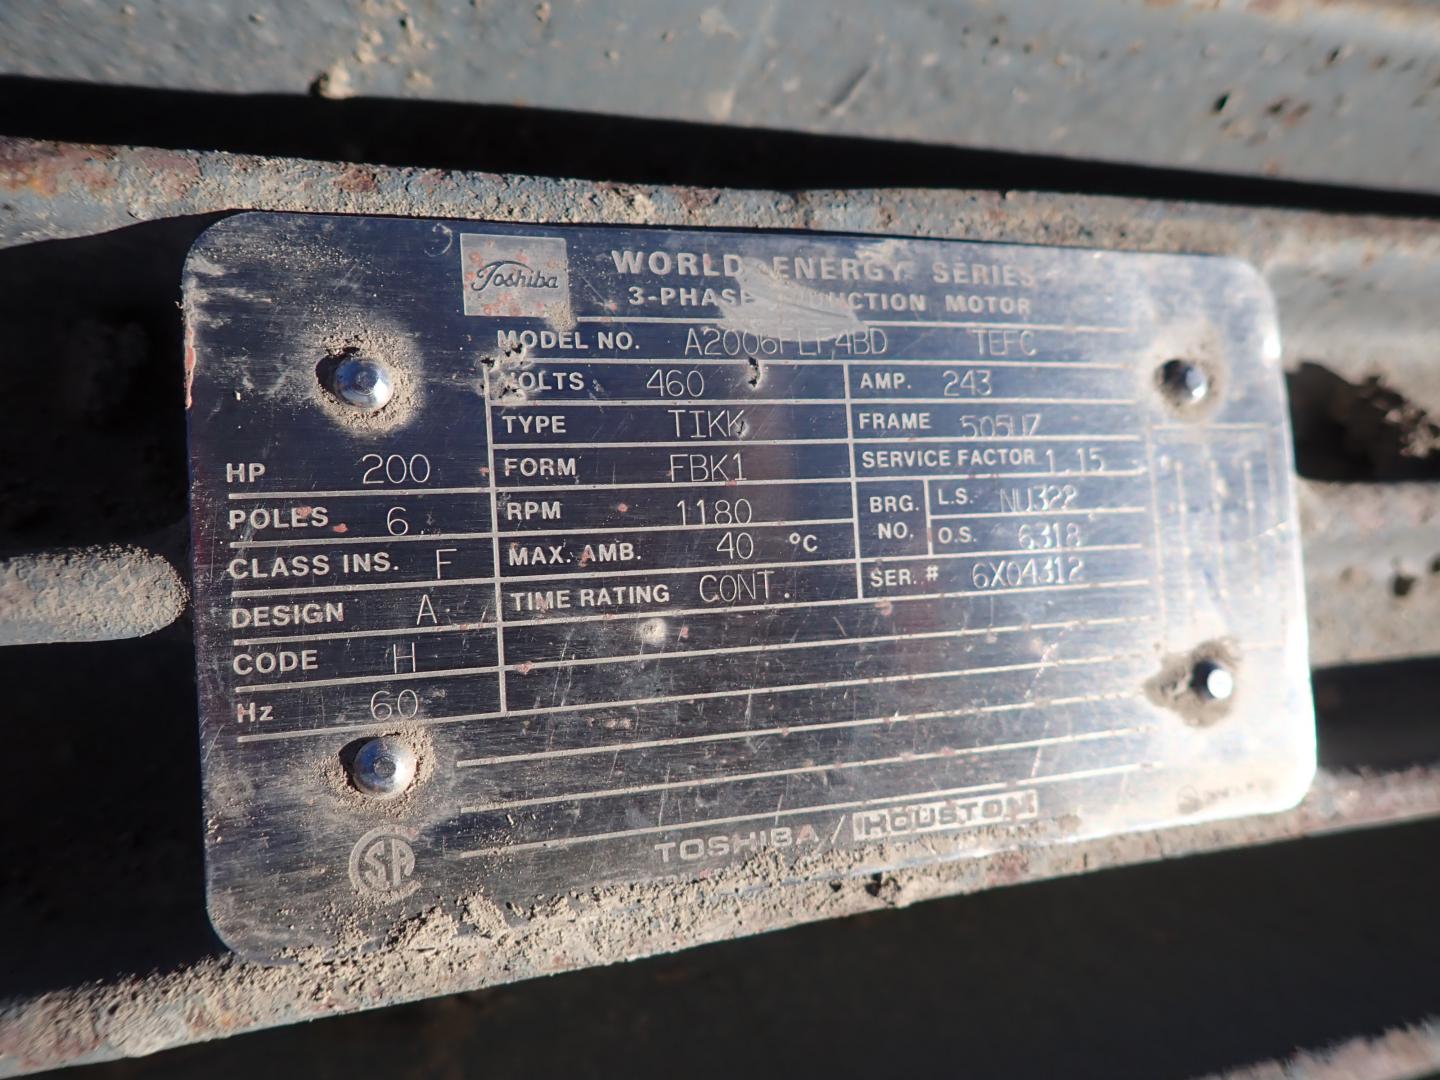 Toshiba
WORLD ENERGY SERIES
3-PHASE INDUCTION MOTOR
MODEL NO. TEFC
VOLTS 460 AMP. 243
TYPE TIKK FRAME 505UZ
HP 200 FORM FBK1 SERVICE FACTOR 1.15
POLES 6 RPM 1180 BRG. NO. L.S. NU322
CLASS INS. F MAX. AMB. 40 °C O.S. 6318
DESIGN A TIME RATING CONT. SER. # 6X04312
CODE H
Hz 60
TOSHIBA/HOUSTON